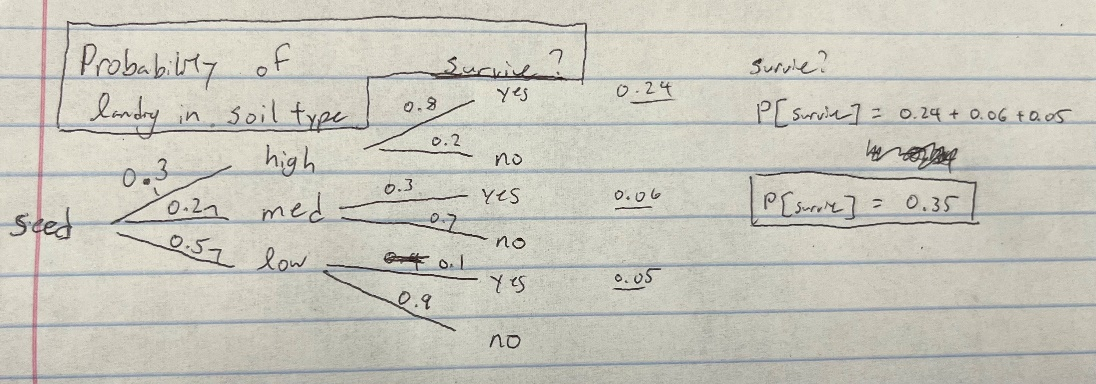 Probability of
landing in soil type
survive?
0.8 yes 0.24
0.2 no
0.3 high
0.3 yes 0.06
seed 0.2 med
0.7 no
0.5 low
0.1 yes 0.05
0.9 no
survive?
P[survive] = 0.24 + 0.06 + 0.05
P[survive] = 0.35